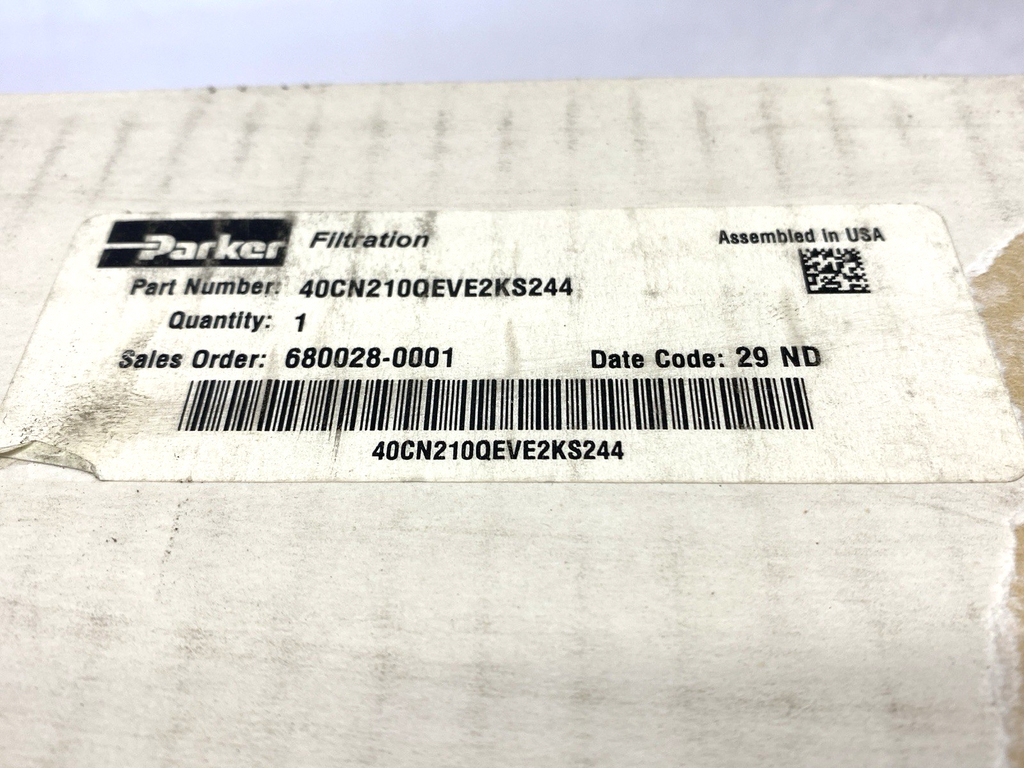 Parker Filtration
Assembled in USA
Part Number: 40CN210QEVE2KS244
Quantity: 1
Sales Order: 680028-0001 Date Code: 29 ND
40CN210QEVE2KS244